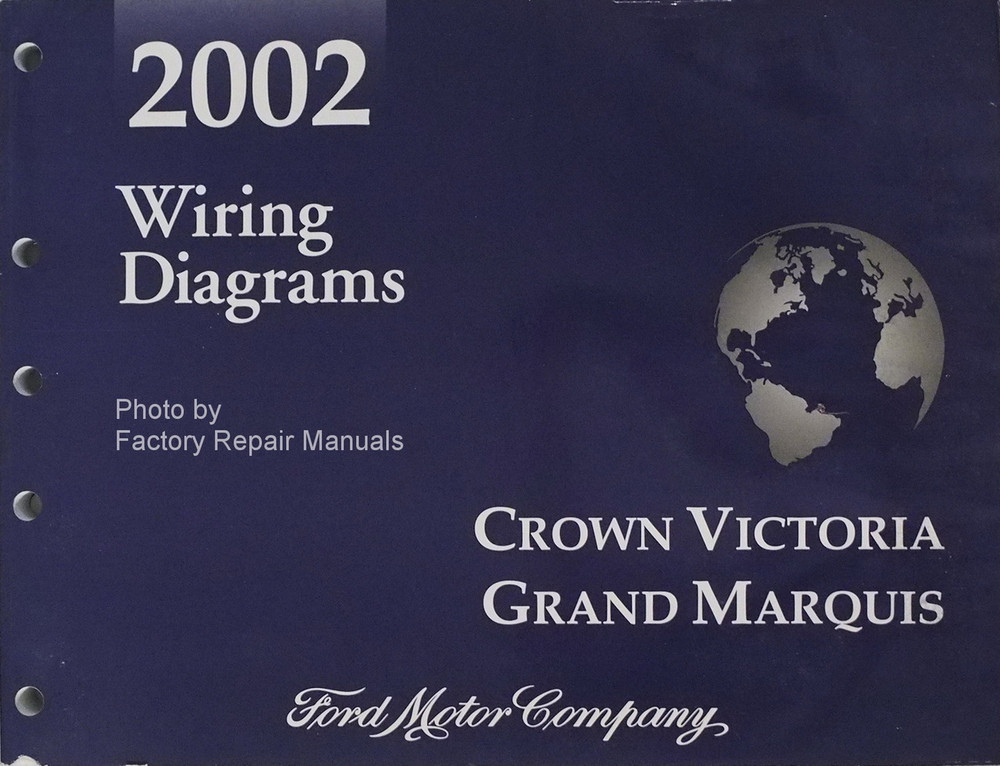 2002
Wiring
Diagrams
Photo by
Factory Repair Manuals
CROWN VICTORIA
GRAND MARQUIS
Ford Motor Company